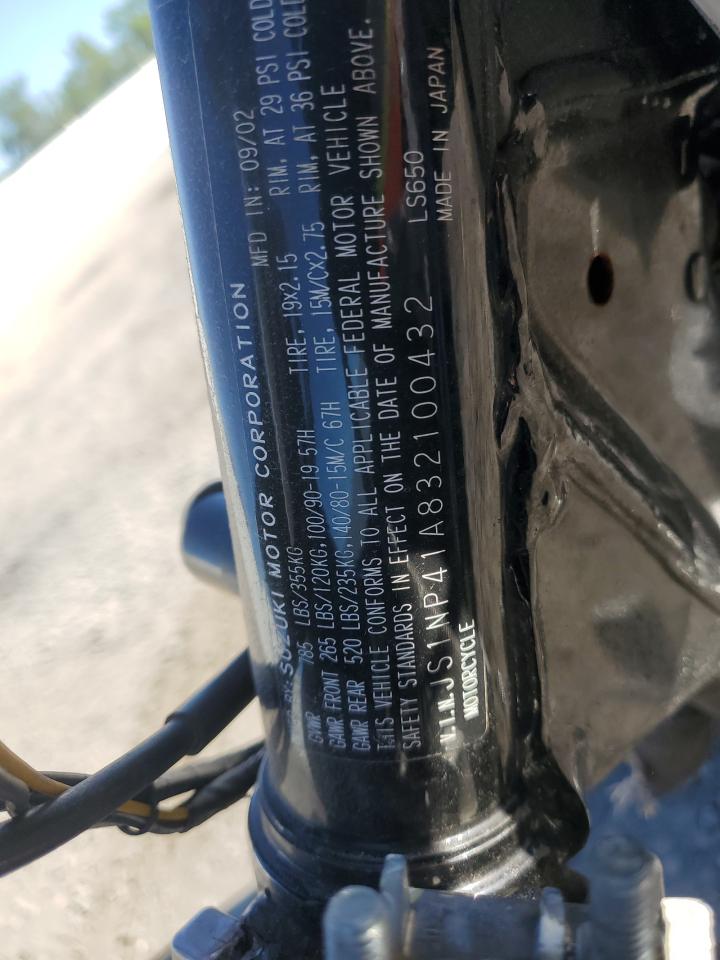 MFD BY: SUZUKI MOTOR CORPORATION MFD IN: 09/02
GVWR 785 LBS/355KG
GAWR FRONT 265 LBS/120KG, 100/90-19 57H TIRE, 19x2.15 RIM, AT 29 PSI COLD
GAWR REAR 520 LBS/235KG, 140/80-15M/C 67H TIRE, 15M/Cx2.75 RIM, AT 36 PSI COLD
THIS VEHICLE CONFORMS TO ALL APPLICABLE FEDERAL MOTOR VEHICLE
SAFETY STANDARDS IN EFFECT ON THE DATE OF MANUFACTURE SHOWN ABOVE.
V.I.N. JS1NP41A832100432 LS650
MOTORCYCLE MADE IN JAPAN